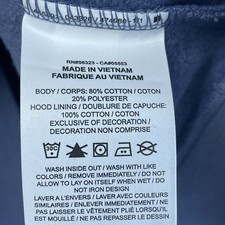 RN#56323 - CA#05553
MADE IN VIETNAM
FABRIQUE AU VIETNAM
BODY / CORPS: 80% COTTON / COTON
20% POLYESTER
HOOD LINING / DOUBLURE DE CAPUCHE:
100% COTTON / COTON
EXCLUSIVE OF DECORATION /
DECORATION NON COMPRISE
WASH INSIDE OUT / WASH WITH LIKE
COLORS / REMOVE IMMEDIATELY / DO NOT
ALLOW TO LAY ON ITSELF WHEN WET / DO
NOT IRON DESIGN
LAVER A L'ENVERS / LAVER AVEC COULEURS
SIMILAIRES / ENLEVER IMMEDIATEMENT / NE
PAS LAISSER LE VÊTEMENT PLIÉ LORSQU'IL
EST MOUILLÉ / NE PAS REPASSER LE DESSIN